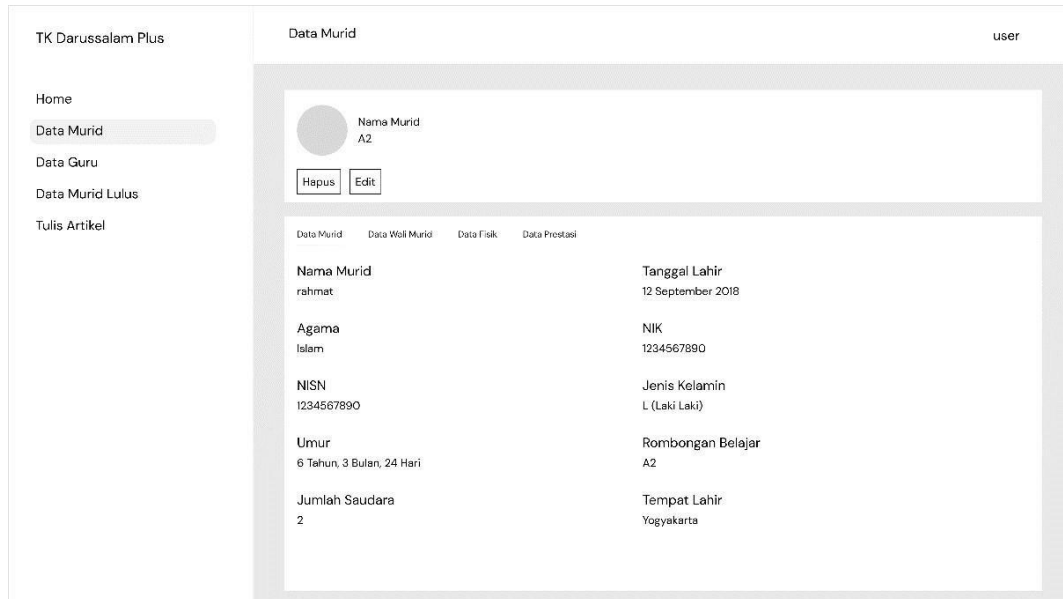 TK Darussalam Plus
Home
Data Murid
Data Guru
Data Murid Lulus
Tulis Artikel
Data Murid
user
Nama Murid
A2
Hapus
Edit
Data Murid
Data Wali Murid
Data Fisik
Data Prestasi
Nama Murid
rahmat
Tanggal Lahir
12 September 2018
Agama
Islam
NIK
1234567890
NISN
1234567890
Jenis Kelamin
L (Laki Laki)
Umur
6 Tahun, 3 Bulan, 24 Hari
Rombongan Belajar
A2
Jumlah Saudara
2
Tempat Lahir
Yogyakarta